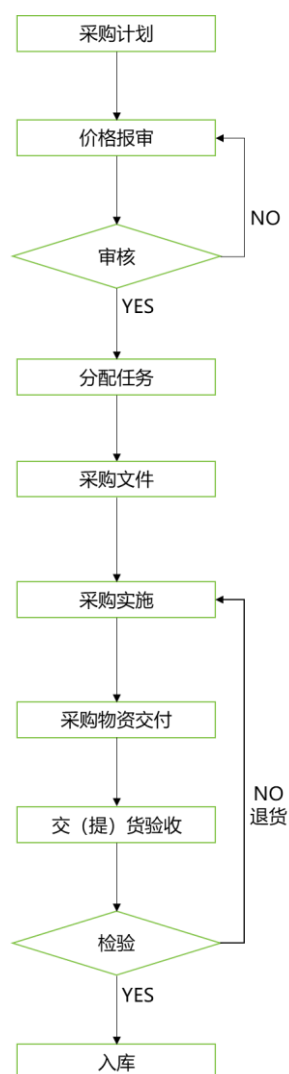 采购计划
价格报审
NO
审核
YES
分配任务
采购文件
采购实施
采购物资交付
NO
退货
交（提）货验收
检验
YES
入库